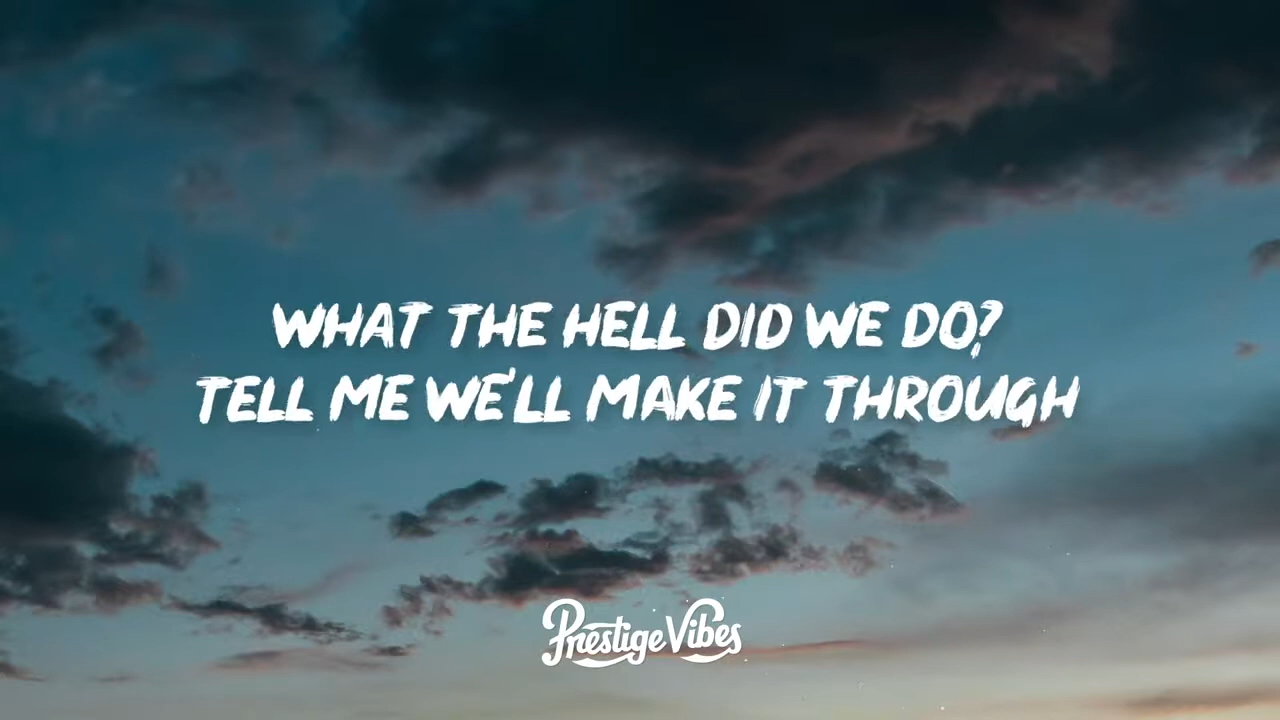 WHAT THE HELL DID WE DO?
TELL ME WE'LL MAKE IT THROUGH
Prestige Vibes